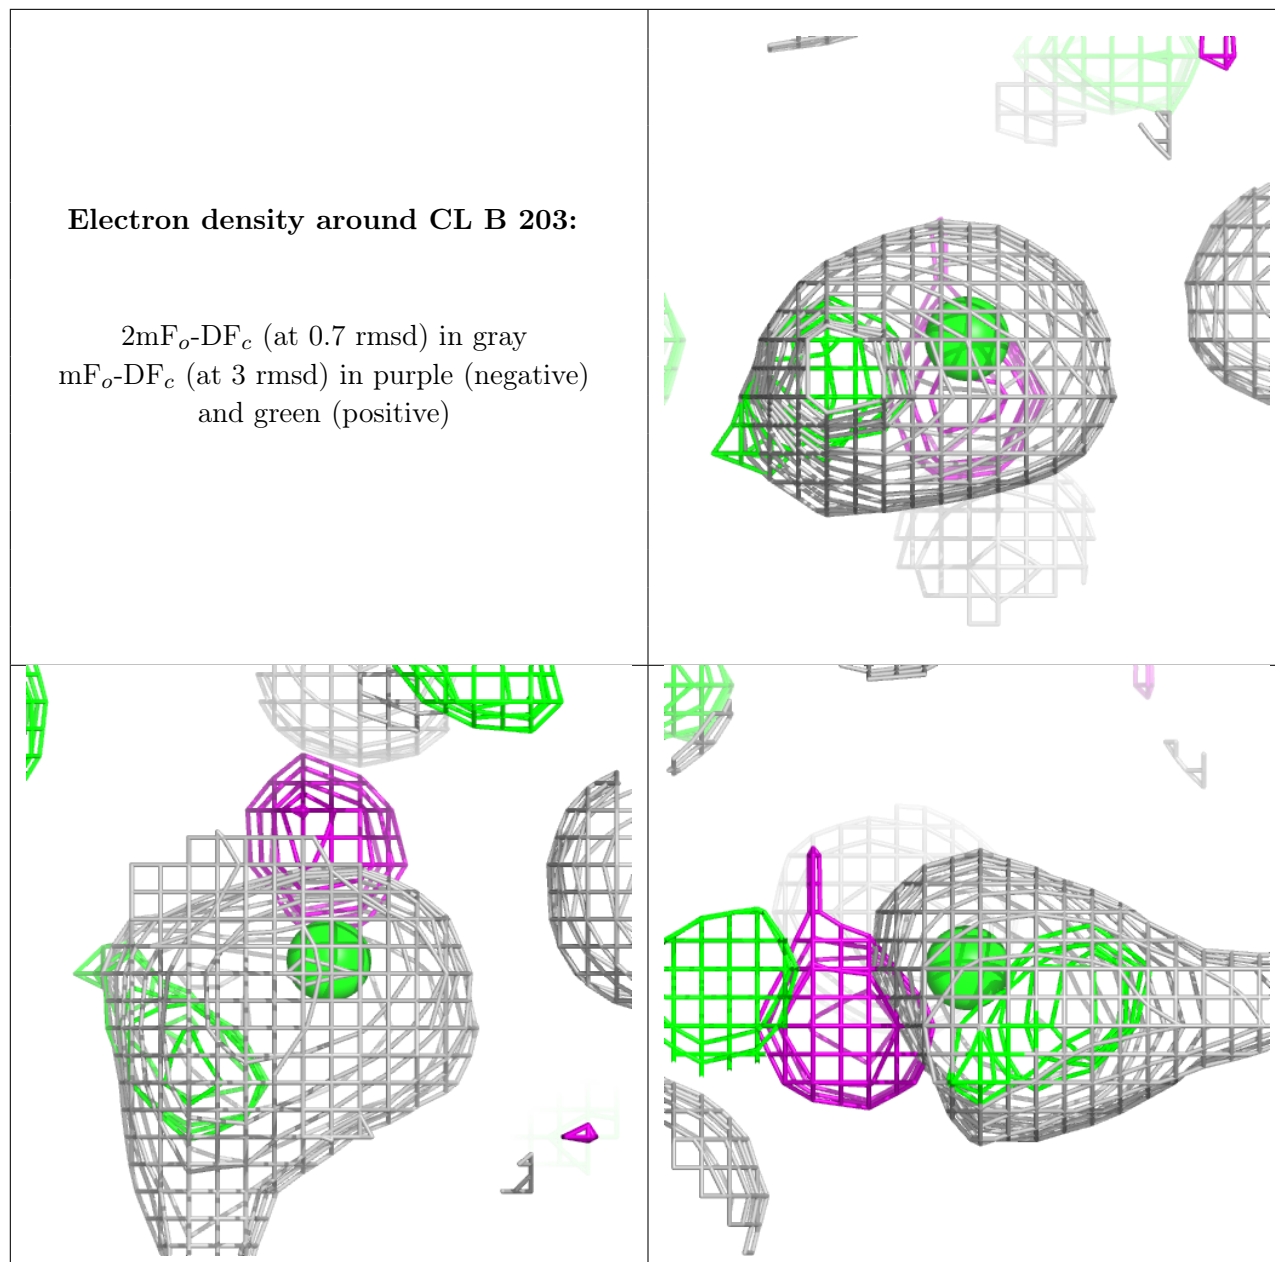 Electron density around CL B 203:
2mFo-DFc (at 0.7 rmsd) in gray
mFo-DFc (at 3 rmsd) in purple (negative)
and green (positive)